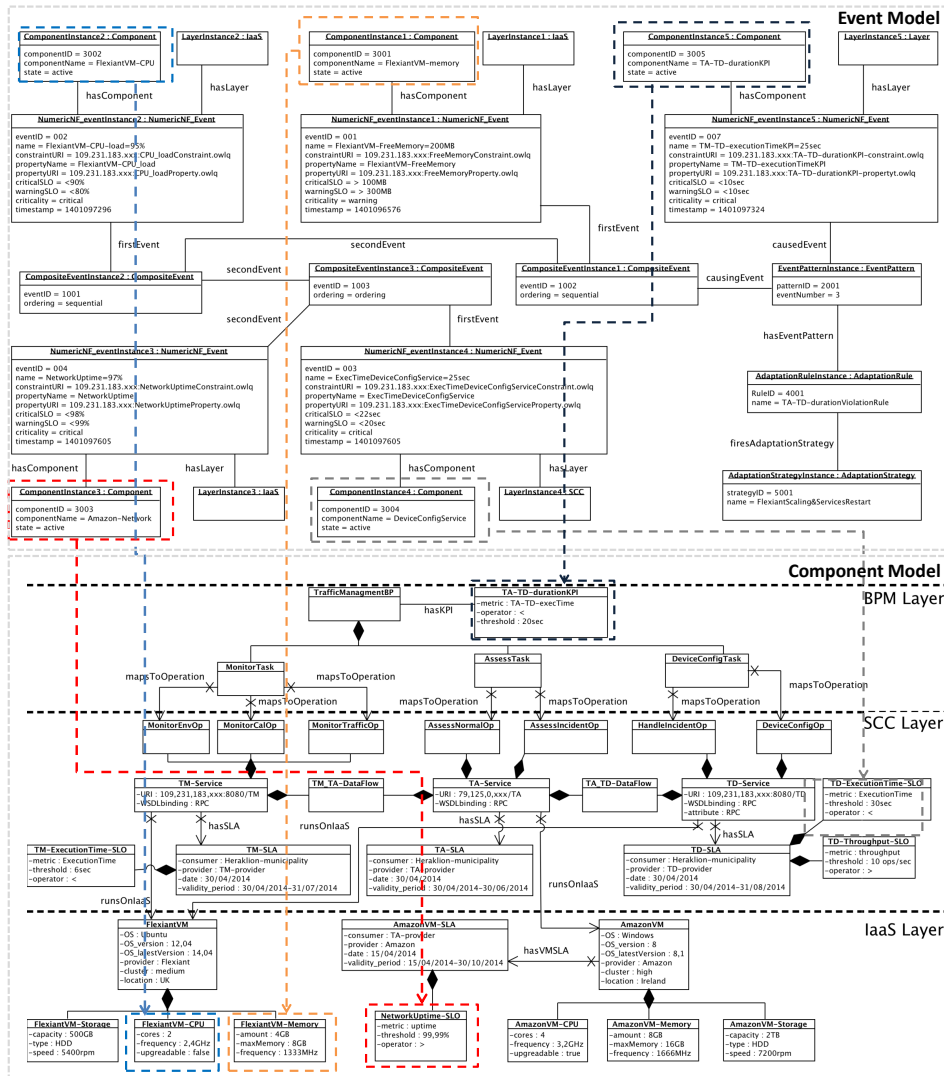 Event Model
ComponentInstance2 : Component
componentID = 3002
componentName = FlexiantVM-CPU
state = active
LayerInstance2 : IaaS
ComponentInstance1 : Component
componentID = 3001
componentName = FlexiantVM-memory
state = active
LayerInstance1 : IaaS
ComponentInstance5 : Component
componentID = 3005
componentName = TA-TD-durationKPI
state = active
LayerInstance5 : Layer
hasComponent
hasLayer
hasComponent
hasLayer
hasComponent
hasLayer
NumericNF_eventInstance2 : NumericNF_Event
eventID = 002
name = FlexiantVM-CPU-load=95%
constraintURI = 109.231.183.xxx:CPU_loadConstraint.owlq
propertyName = FlexiantVM-CPU_load
propertyURI = 109.231.183.xxx:CPU_loadProperty.owlq
criticalSLO = <90%
warningSLO = <80%
criticality = critical
timestamp = 1401097296
NumericNF_eventInstance1 : NumericNF_Event
eventID = 001
name = FlexiantVM-FreeMemory=200MB
constraintURI = 109.231.183.xxx:FreeMemoryConstraint.owlq
propertyName = FlexiantVM-FreeMemory
propertyURI = 109.231.183.xxx:FreeMemoryProperty.owlq
criticalSLO = > 100MB
warningSLO = > 300MB
criticality = warning
timestamp = 1401096576
NumericNF_eventInstance5 : NumericNF_Event
eventID = 007
name = TM-TD-executionTimeKPI=25sec
constraintURI = 109.231.183.xxx:TA-TD-durationKPI-constraint.owlq
propertyName = TM-TD-executionTimeKPI
propertyURI = 109.231.183.xxx:TA-TD-durationKPI-propertyt.owlq
criticalSLO = <10sec
warningSLO = <10sec
criticality = critical
timestamp = 1401097324
firstEvent
secondEvent
firstEvent
causedEvent
CompositeEventInstance2 : CompositeEvent
eventID = 1001
ordering = sequential
secondEvent
CompositeEventInstance3 : CompositeEvent
eventID = 1003
ordering = ordering
CompositeEventInstance1 : CompositeEvent
eventID = 1002
ordering = sequential
causingEvent
EventPatternInstance : EventPattern
patternID = 2001
eventNumber = 3
secondEvent
firstEvent
hasEventPattern
NumericNF_eventInstance3 : NumericNF_Event
eventID = 004
name = NetworkUptime=97%
constraintURI = 109.231.183.xxx:NetworkUptimeConstraint.owlq
propertyName = NetworkUptime
propertyURI = 109.231.183.xxx:NetworkUptimeProperty.owlq
criticalSLO = <98%
warningSLO = <99%
criticality = critical
timestamp = 1401097605
NumericNF_eventInstance4 : NumericNF_Event
eventID = 003
name = ExecTimeDeviceConfigService=25sec
constraintURI = 109.231.183.xxx:ExecTimeDeviceConfigServiceConstraint.owlq
propertyName = ExecTimeDeviceConfigService
propertyURI = 109.231.183.xxx:ExecTimeDeviceConfigServiceProperty.owlq
criticalSLO = <22sec
warningSLO = <20sec
criticality = critical
timestamp = 1401097605
AdaptationRuleInstance : AdaptationRule
RuleID = 4001
name = TA-TD-durationViolationRule
firesAdaptationStrategy
hasComponent
hasLayer
hasComponent
hasLayer
ComponentInstance3 : Component
componentID = 3003
componentName = Amazon-Network
state = active
LayerInstance3 : IaaS
ComponentInstance4 : Component
componentID = 3004
componentName = DeviceConfigService
state = active
LayerInstance4 : SCC
AdaptationStrategyInstance : AdaptationStrategy
strategyID = 5001
name = FlexiantScaling&ServicesRestart
Component Model
BPM Layer
TrafficManagmentBP
hasKPI
TA-TD-durationKPI
-metric : TA-TD-execTime
-operator : <
-threshold : 20sec
MonitorTask
AssessTask
DeviceConfigTask
mapsToOperation
mapsToOperation
mapsToOperation
mapsToOperation
mapsToOperation
mapsToOperation
mapsToOperation
SCC Layer
MonitorEnvOp
MonitorCalOp
MonitorTrafficOp
AssessNormalOp
AssessIncidentOp
HandleIncidentOp
DeviceConfigOp
TM-Service
-URI : 109,231,183,xxx:8080/TM
-WSDLbinding : RPC
TM_TA-DataFlow
TA-Service
-URI : 79,125,0,xxx/TA
-WSDLbinding : RPC
TA_TD-DataFlow
TD-Service
-URI : 109,231,183,xxx:8080/TD
-WSDLbinding : RPC
-attribute : RPC
TD-ExecutionTime-SLO
-metric : ExecutionTime
-threshold : 30sec
-operator : <
hasSLA
runsOnIaaS
hasSLA
hasSLA
TM-ExecutionTime-SLO
-metric : ExecutionTime
-threshold : 6sec
-operator : <
TM-SLA
-consumer : Heraklion-municipality
-provider : TM-provider
-date : 30/04/2014
-validity_period : 30/04/2014-31/07/2014
TA-SLA
-consumer : Heraklion-municipality
-provider : TA-provider
-date : 30/04/2014
-validity_period : 30/04/2014-30/06/2014
TD-SLA
-consumer : Heraklion-municipality
-provider : TD-provider
-date : 30/04/2014
-validity_period : 30/04/2014-31/08/2014
TD-Throughput-SLO
-metric : throughput
-threshold : 10 ops/sec
-operator : >
runsOnIaaS
runsOnIaaS
IaaS Layer
FlexiantVM
-OS : Ubuntu
-OS_version : 12,04
-OS_latestVersion : 14,04
-provider : Flexiant
-cluster : medium
-location : UK
AmazonVM-SLA
-consumer : TA-provider
-provider : Amazon
-date : 15/04/2014
-validity_period : 15/04/2014-30/10/2014
hasVMSLA
AmazonVM
-OS : Windows
-OS_version : 8
-OS_latestVersion : 8,1
-provider : Amazon
-cluster : high
-location : Ireland
FlexiantVM-Storage
-capacity : 500GB
-type : HDD
-speed : 5400rpm
FlexiantVM-CPU
-cores : 2
-frequency : 2,4GHz
-upgreadable : false
FlexiantVM-Memory
-amount : 4GB
-maxMemory : 8GB
-frequency : 1333MHz
NetworkUptime-SLO
-metric : uptime
-threshold : 99,99%
-operator : >
AmazonVM-CPU
-cores : 4
-frequency : 3,2GHz
-upgreadable : true
AmazonVM-Memory
-amount : 8GB
-maxMemory : 16GB
-frequency : 1666MHz
AmazonVM-Storage
-capacity : 2TB
-type : HDD
-speed : 7200rpm